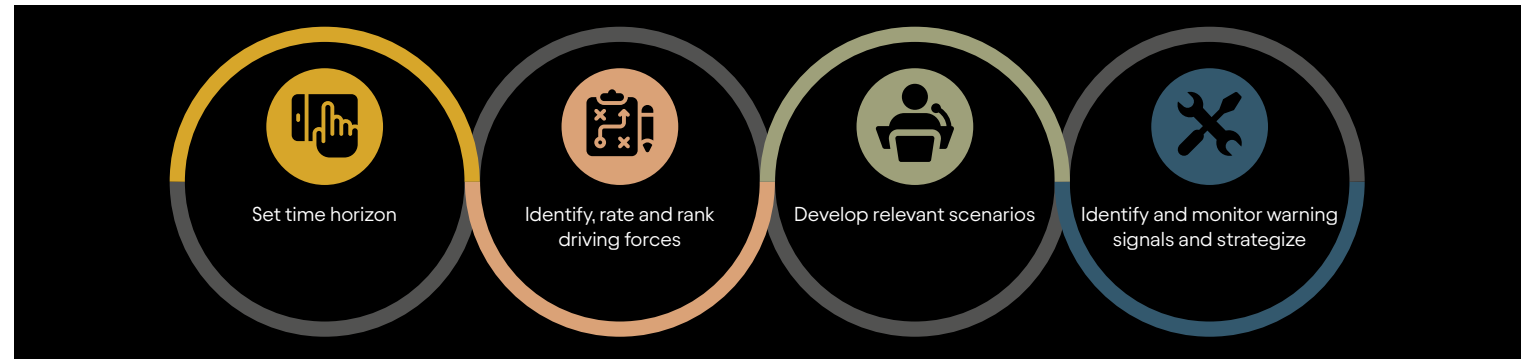 Set time horizon
Identify, rate and rank
driving forces
Develop relevant scenarios
Identify and monitor warning
signals and strategize